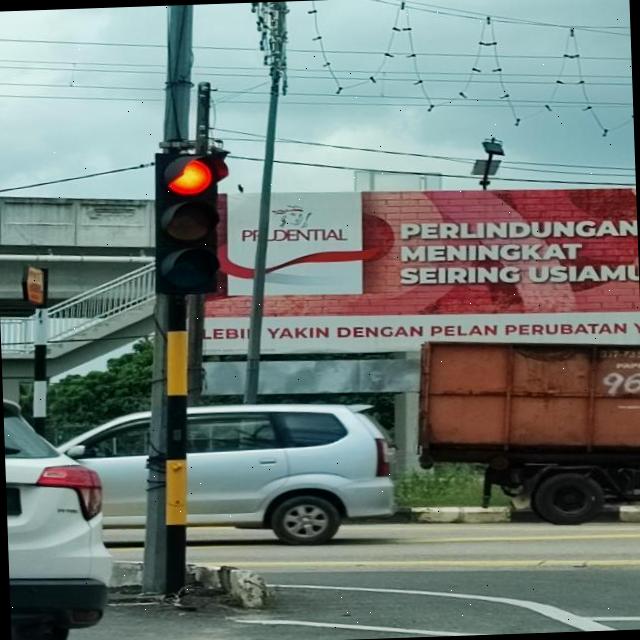 PRUDENTIAL
PERLINDUNGAN
MENINGKAT
SEIRING USIAMU
LEBIH YAKIN DENGAN PELAN PERUBATAN